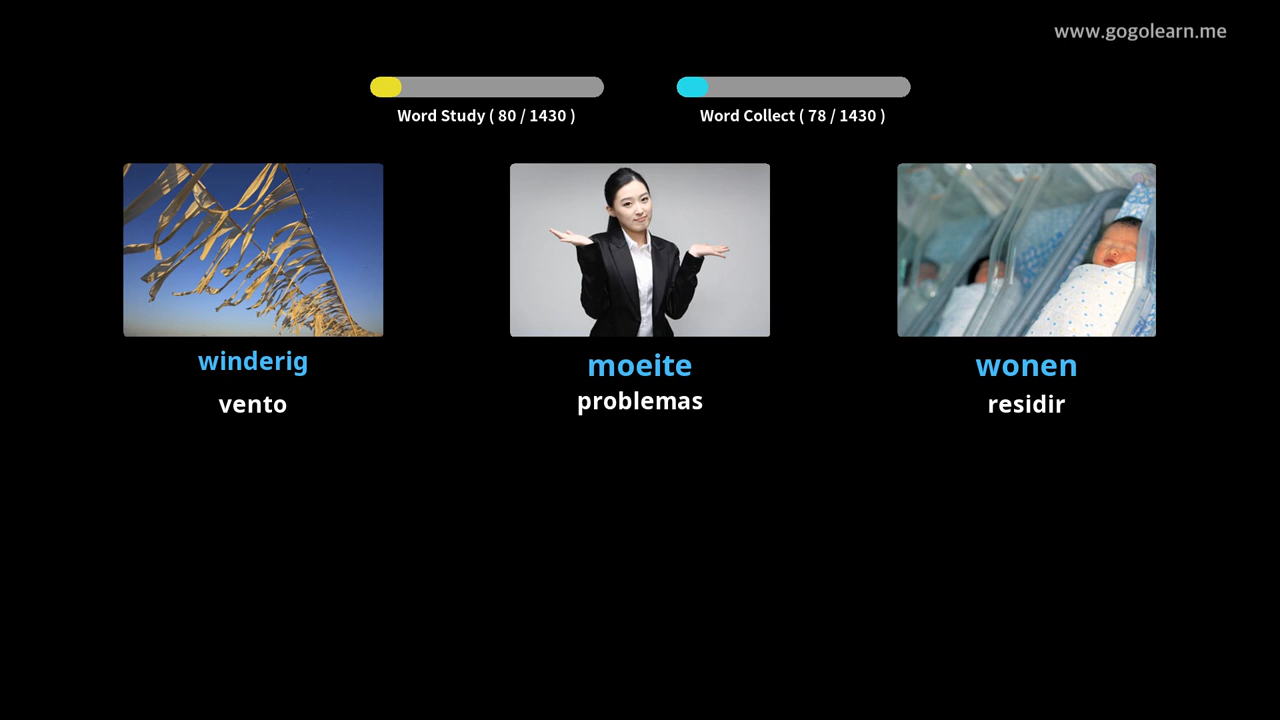 www.gogolearn.me
Word Study ( 80 / 1430 )
Word Collect ( 78 / 1430 )
winderig
vento
moeite
problemas
wonen
residir